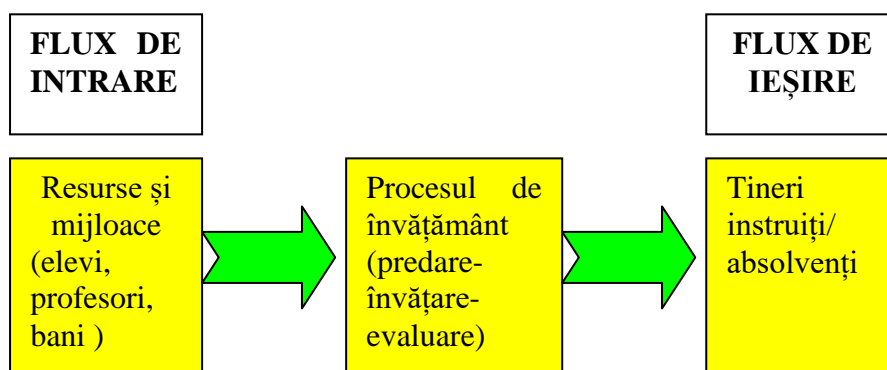 FLUX DE
INTRARE
FLUX DE
IEȘIRE
Resurse și
mijloace
(elevi,
profesori,
bani )
Procesul de
învățământ
(predare-
învățare-
evaluare)
Tineri
instruiți/
absolvenți